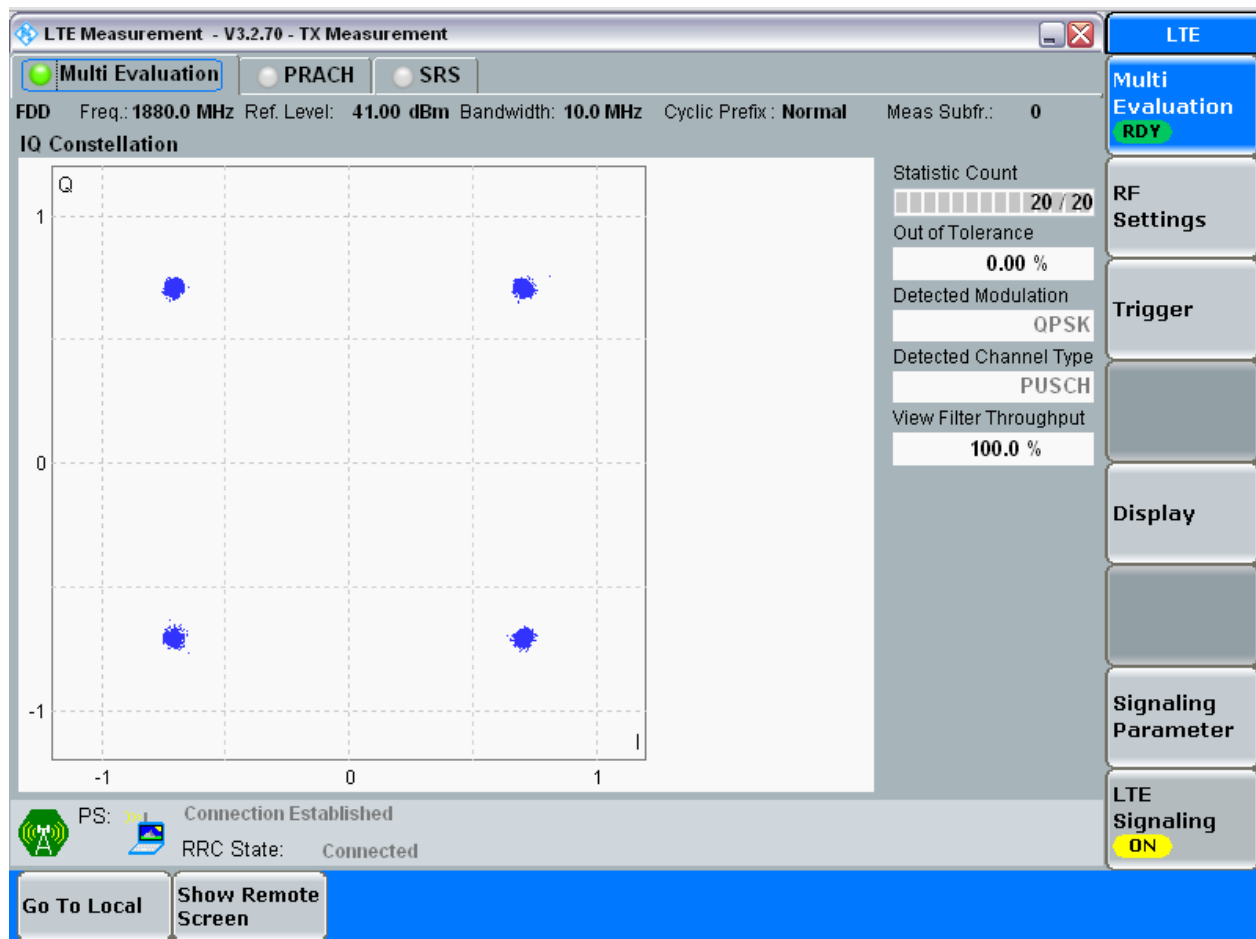 LTE Measurement - V3.2.70 - TX Measurement
LTE
Multi Evaluation PRACH SRS
FDD Freq.: 1880.0 MHz Ref. Level: 41.00 dBm Bandwidth: 10.0 MHz Cyclic Prefix : Normal Meas Subfr.: 0
IQ Constellation
Q
1
0
-1
I
-1 0 1
Statistic Count
20 / 20
Out of Tolerance
0.00 %
Detected Modulation
QPSK
Detected Channel Type
PUSCH
View Filter Throughput
100.0 %
Multi
Evaluation
RDY
RF
Settings
Trigger
Display
Signaling
Parameter
LTE
Signaling
ON
PS: Connection Established
RRC State: Connected
Go To Local
Show Remote
Screen